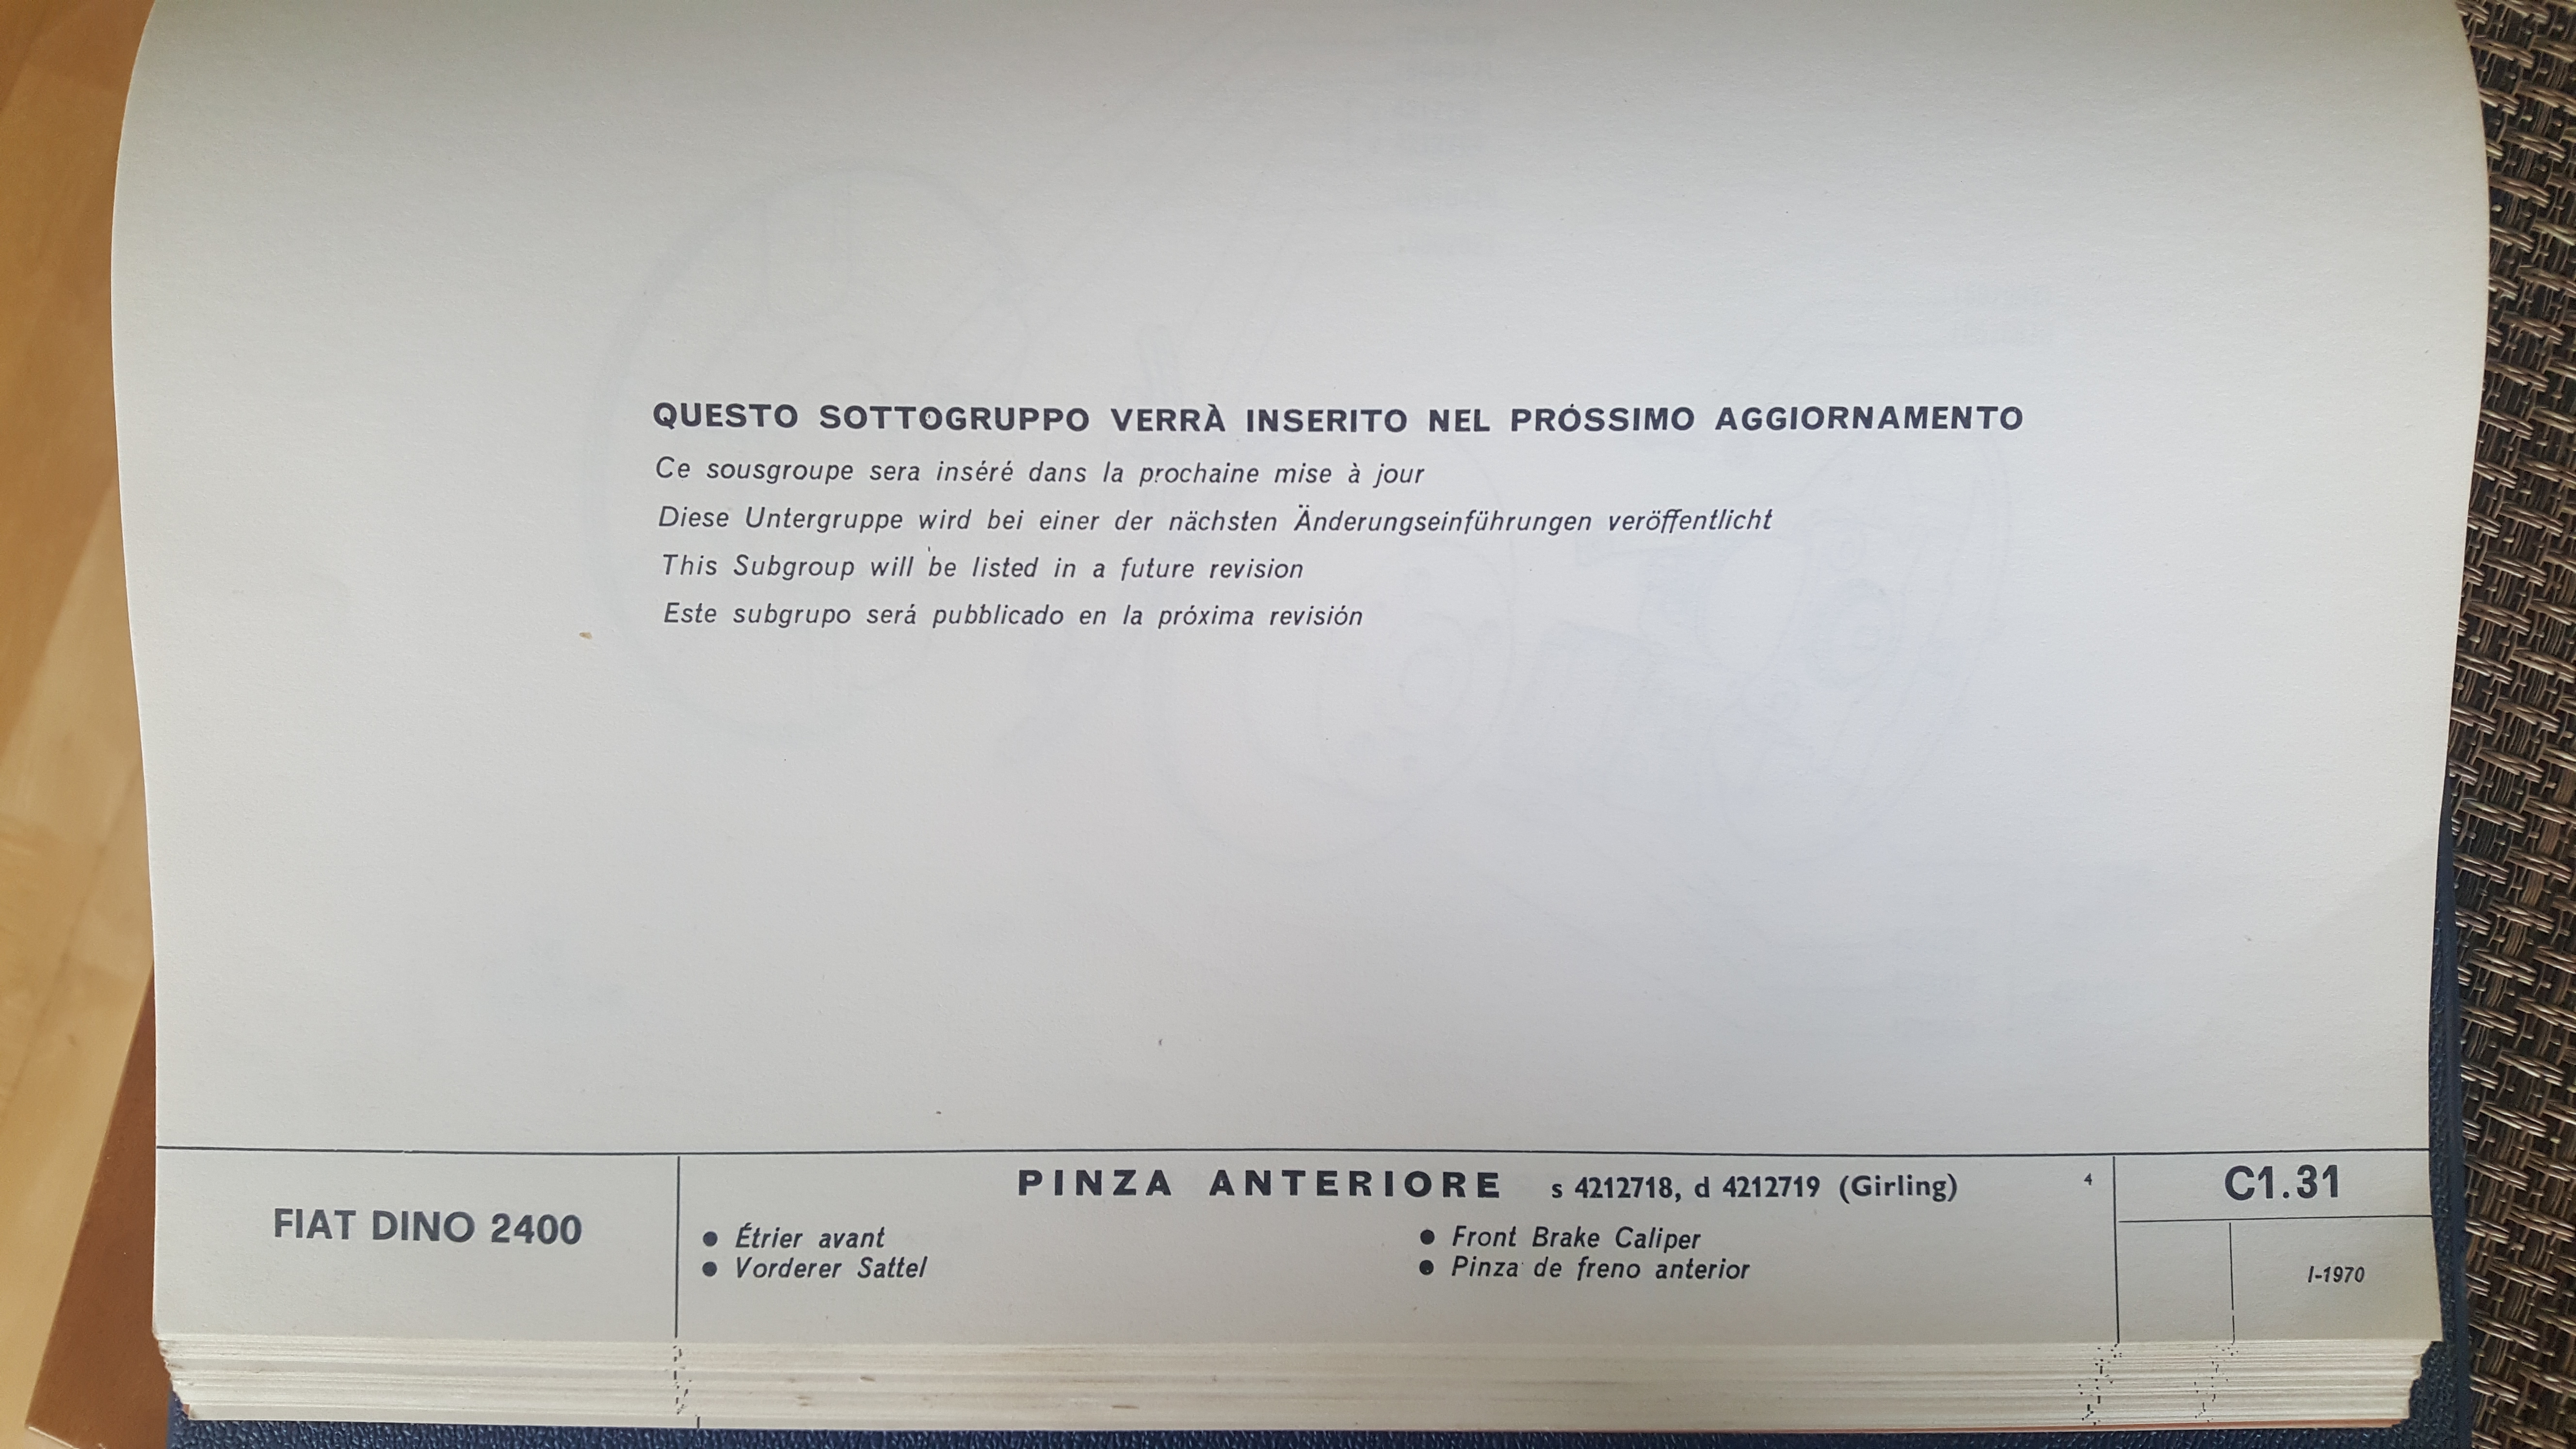 QUESTO SOTTOGRUPPO VERRÀ INSERITO NEL PRÓSSIMO AGGIORNAMENTO
Ce sousgroupe sera inséré dans la prochaine mise à jour
Diese Untergruppe wird bei einer der nächsten Änderungseinführungen veröffentlicht
This Subgroup will be listed in a future revision
Este subgrupo será pubblicado en la próxima revisión
FIAT DINO 2400
PINZA ANTERIORE s 4212718, d 4212719 (Girling)
4
● Étrier avant
● Vorderer Sattel
● Front Brake Caliper
● Pinza de freno anterior
C1.31
I-1970